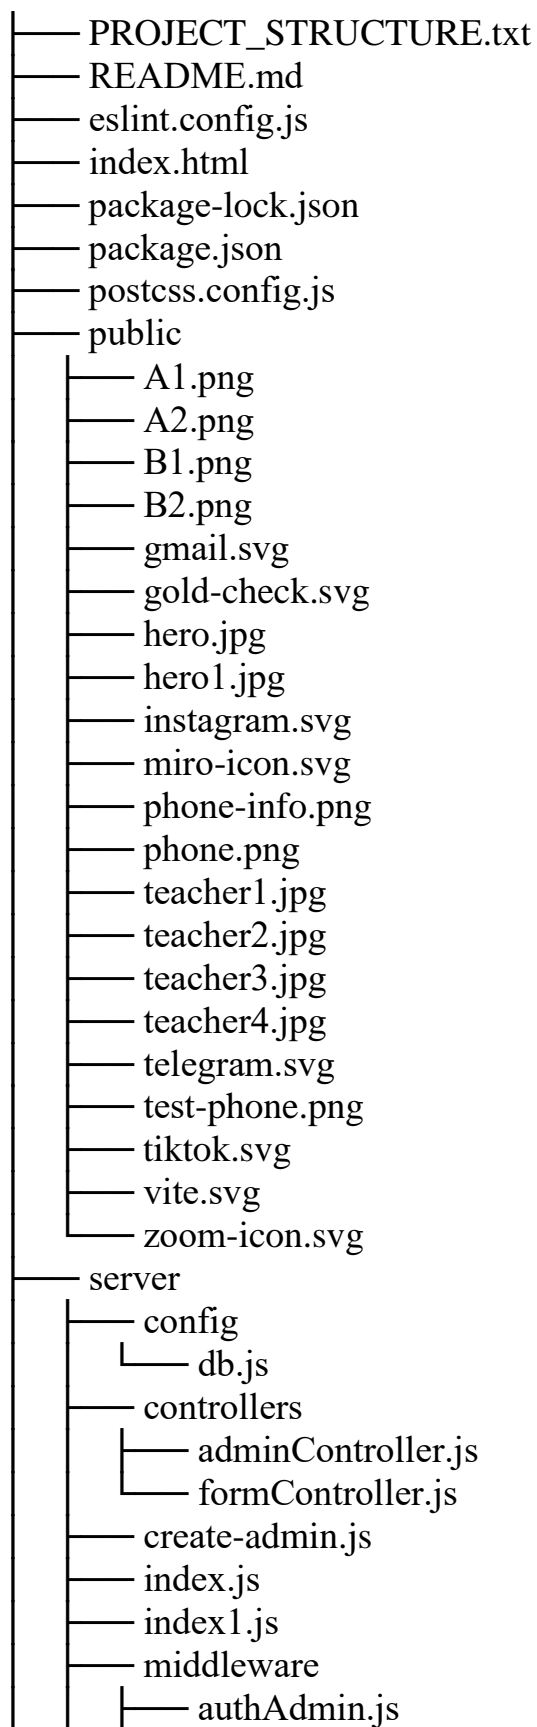 PROJECT_STRUCTURE.txt
README.md
eslint.config.js
index.html
package-lock.json
package.json
postcss.config.js
public
A1.png
A2.png
B1.png
B2.png
gmail.svg
gold-check.svg
hero.jpg
hero1.jpg
instagram.svg
miro-icon.svg
phone-info.png
phone.png
teacher1.jpg
teacher2.jpg
teacher3.jpg
teacher4.jpg
telegram.svg
test-phone.png
tiktok.svg
vite.svg
zoom-icon.svg
server
config
db.js
controllers
adminController.js
formController.js
create-admin.js
index.js
index1.js
middleware
authAdmin.js